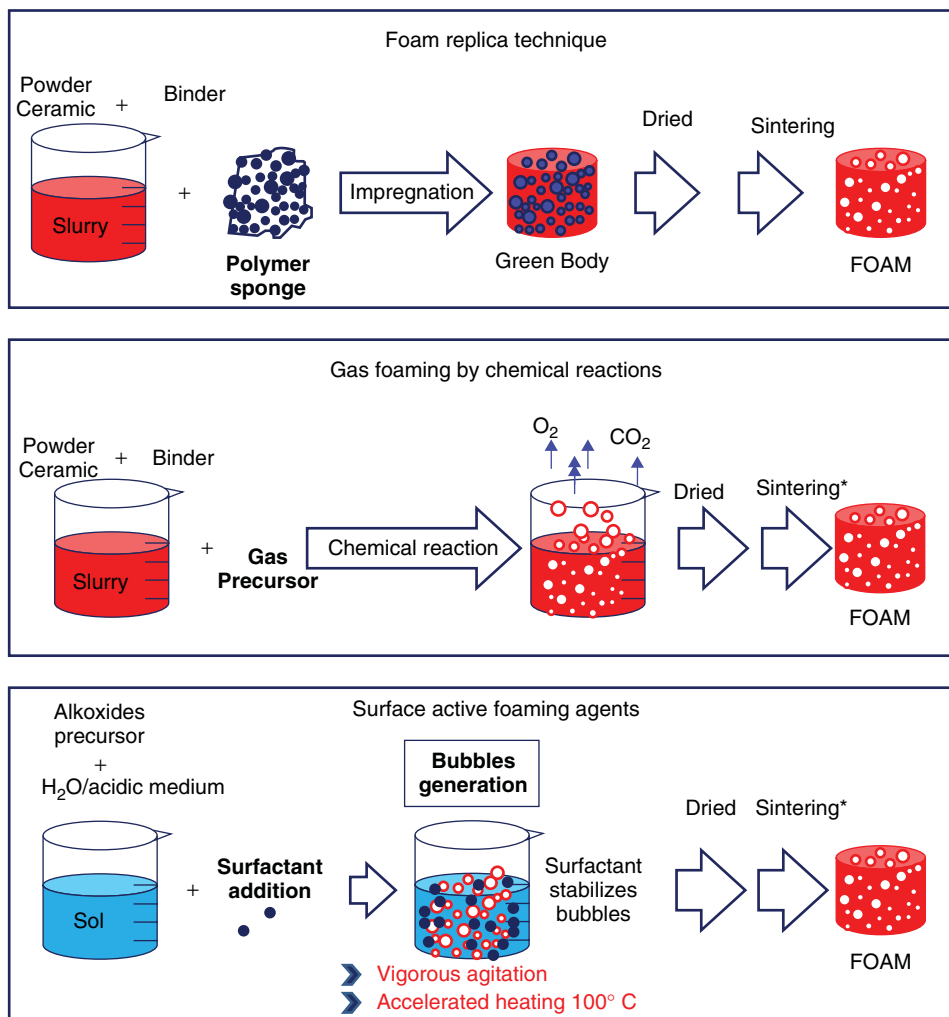 Foam replica technique
Powder
Ceramic + Binder
Slurry
+
Polymer
sponge
Impregnation
Green Body
Dried
Sintering
FOAM
Gas foaming by chemical reactions
Powder
Ceramic + Binder
Slurry
+
Gas
Precursor
Chemical reaction
O₂
CO₂
Dried
Sintering*
FOAM
Surface active foaming agents
Alkoxides
precursor
+
H₂O/acidic medium
Sol
+
Surfactant
addition
Bubbles
generation
Surfactant
stabilizes
bubbles
Vigorous agitation
Accelerated heating 100° C
Dried
Sintering*
FOAM